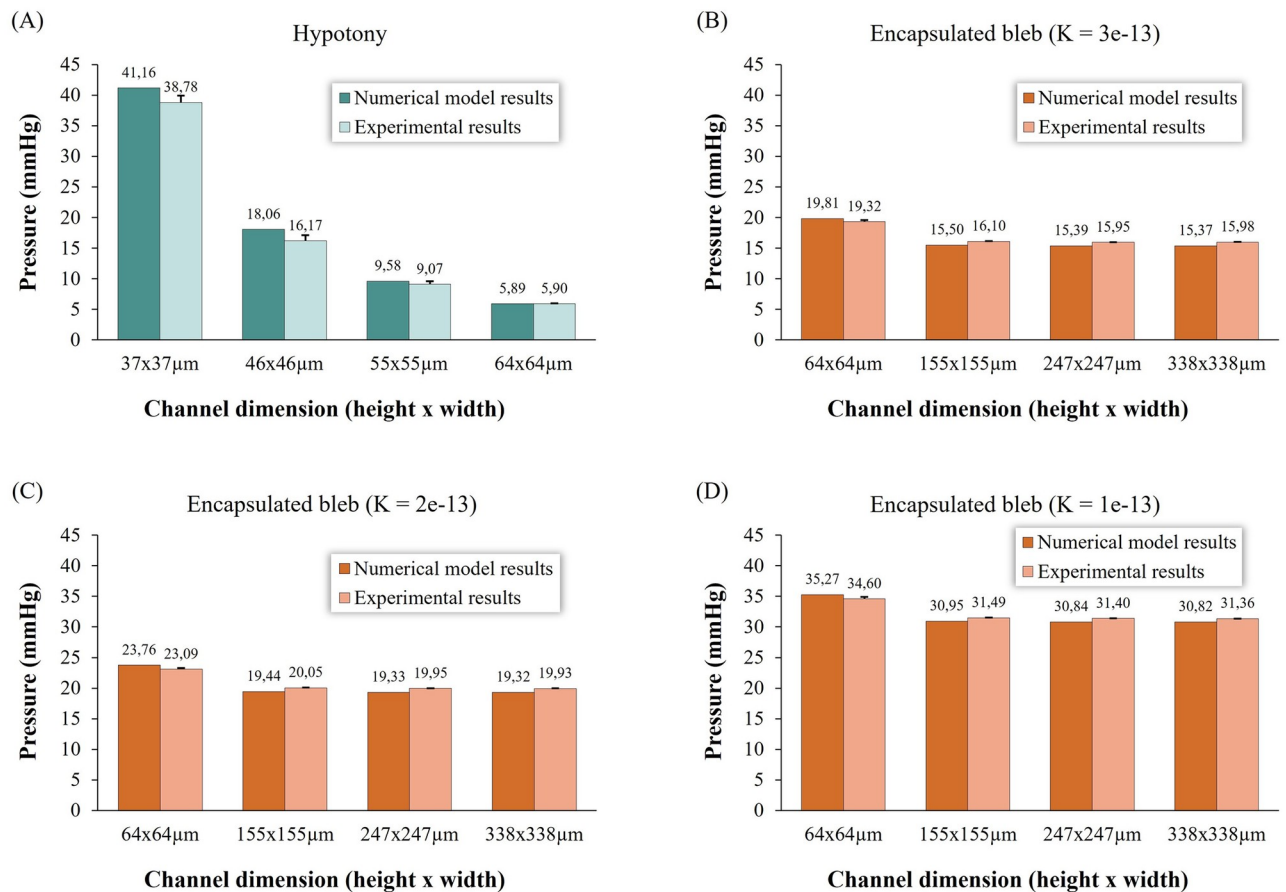 (A)
Hypotony
45
40
35
30
25
20
15
10
5
0
Pressure (mmHg)
41,16 38,78
18,06 16,17
9,58 9,07
5,89 5,90
Numerical model results
Experimental results
37x37µm 46x46µm 55x55µm 64x64µm
Channel dimension (height x width)
(B)
Encapsulated bleb (K = 3e-13)
45
40
35
30
25
20
15
10
5
0
Pressure (mmHg)
Numerical model results
Experimental results
19,81 19,32
15,50 16,10
15,39 15,95
15,37 15,98
64x64µm 155x155µm 247x247µm 338x338µm
Channel dimension (height x width)
(C)
Encapsulated bleb (K = 2e-13)
45
40
35
30
25
20
15
10
5
0
Pressure (mmHg)
Numerical model results
Experimental results
23,76 23,09
19,44 20,05
19,33 19,95
19,32 19,93
64x64µm 155x155µm 247x247µm 338x338µm
Channel dimension (height x width)
(D)
Encapsulated bleb (K = 1e-13)
45
40
35
30
25
20
15
10
5
0
Pressure (mmHg)
Numerical model results
Experimental results
35,27 34,60
30,95 31,49
30,84 31,40
30,82 31,36
64x64µm 155x155µm 247x247µm 338x338µm
Channel dimension (height x width)